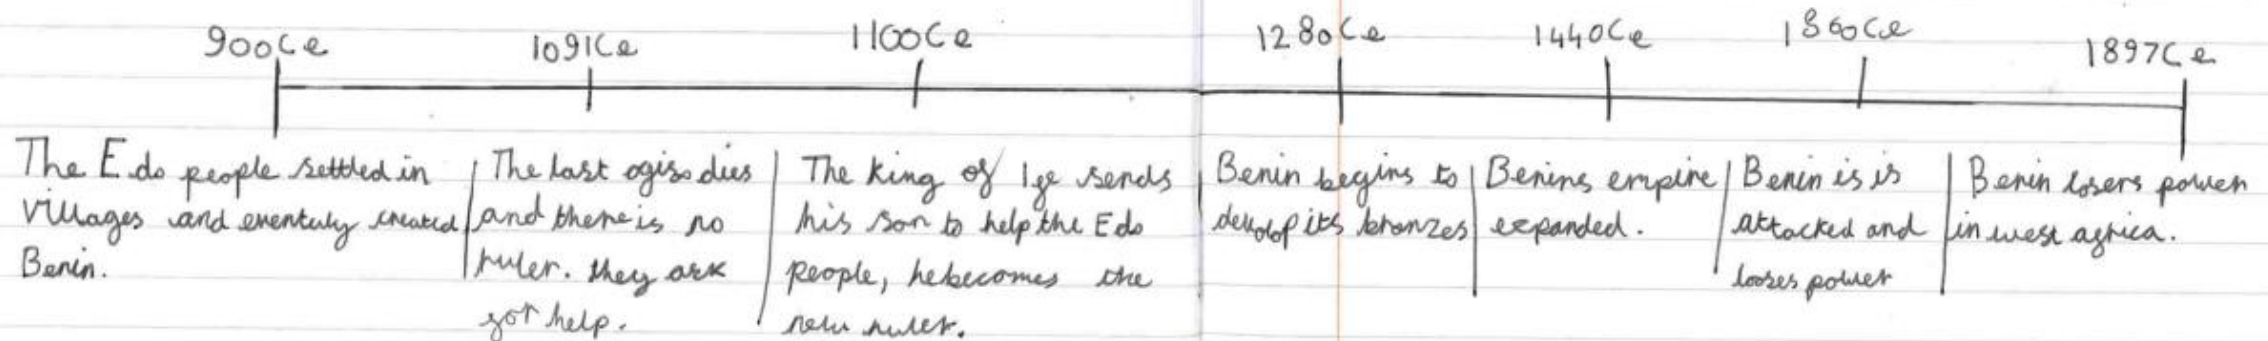 900Ce
1091Ce
1100Ce
1280Ce
1440Ce
1860Ce
1897Ce
The Edo people settled in
villages and eventuly created
Benin.
The last ogiso dies
and there is no
ruler. they ask
for help.
The king of Ife sends
his son to help the Edo
people, he becomes the
new ruler.
Benin begins to
devolop its bronzes
Benins empire
expanded.
Benin is is
attacked and
looses power
Benin losers power
in west africa.